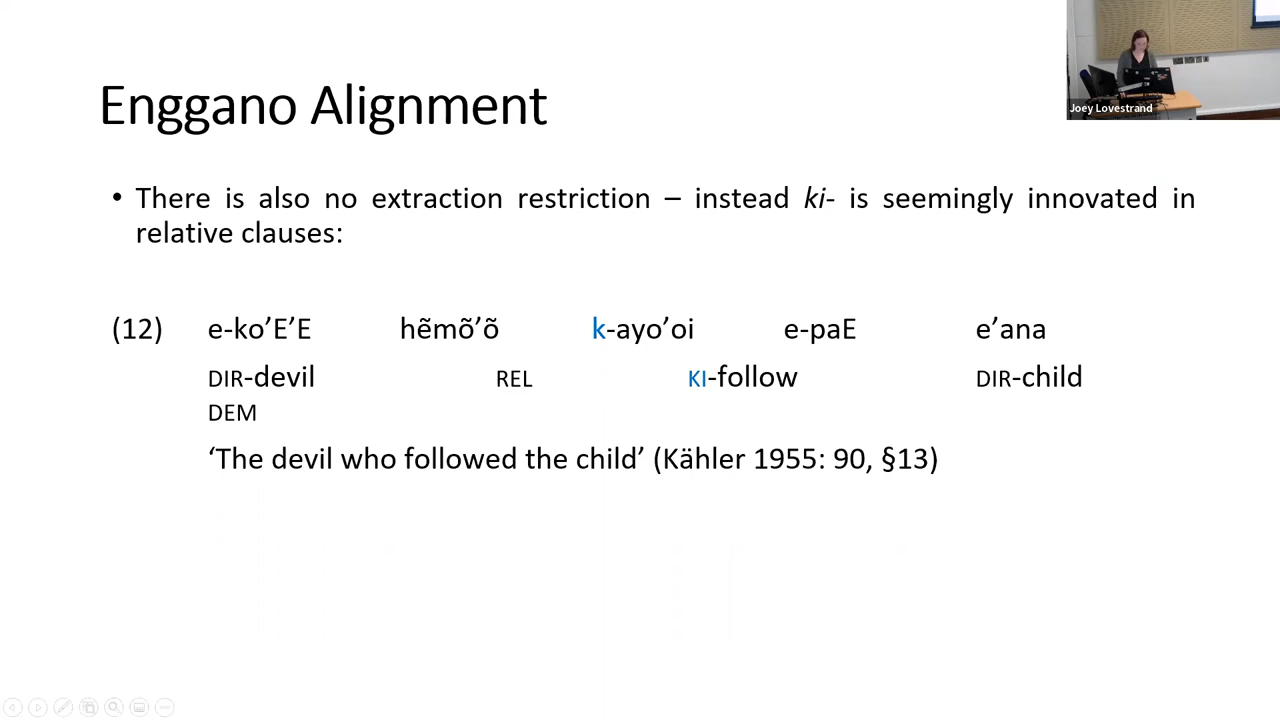 Joey Lovestrand
Enggano Alignment
• There is also no extraction restriction – instead ki- is seemingly innovated in
relative clauses:
(12) e-ko’E’E hẽmõ’õ k-ayo’oi e-paE e’ana
DIR-devil REL KI-follow DIR-child
DEM
‘The devil who followed the child’ (Kähler 1955: 90, §13)